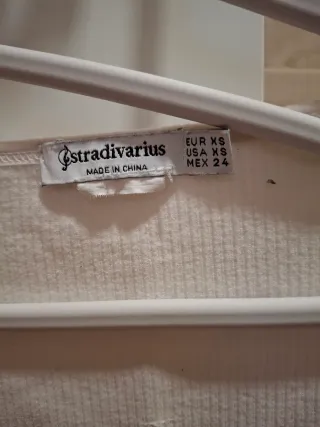 stradivarius
MADE IN CHINA
EUR XS
USA XS
MEX 24